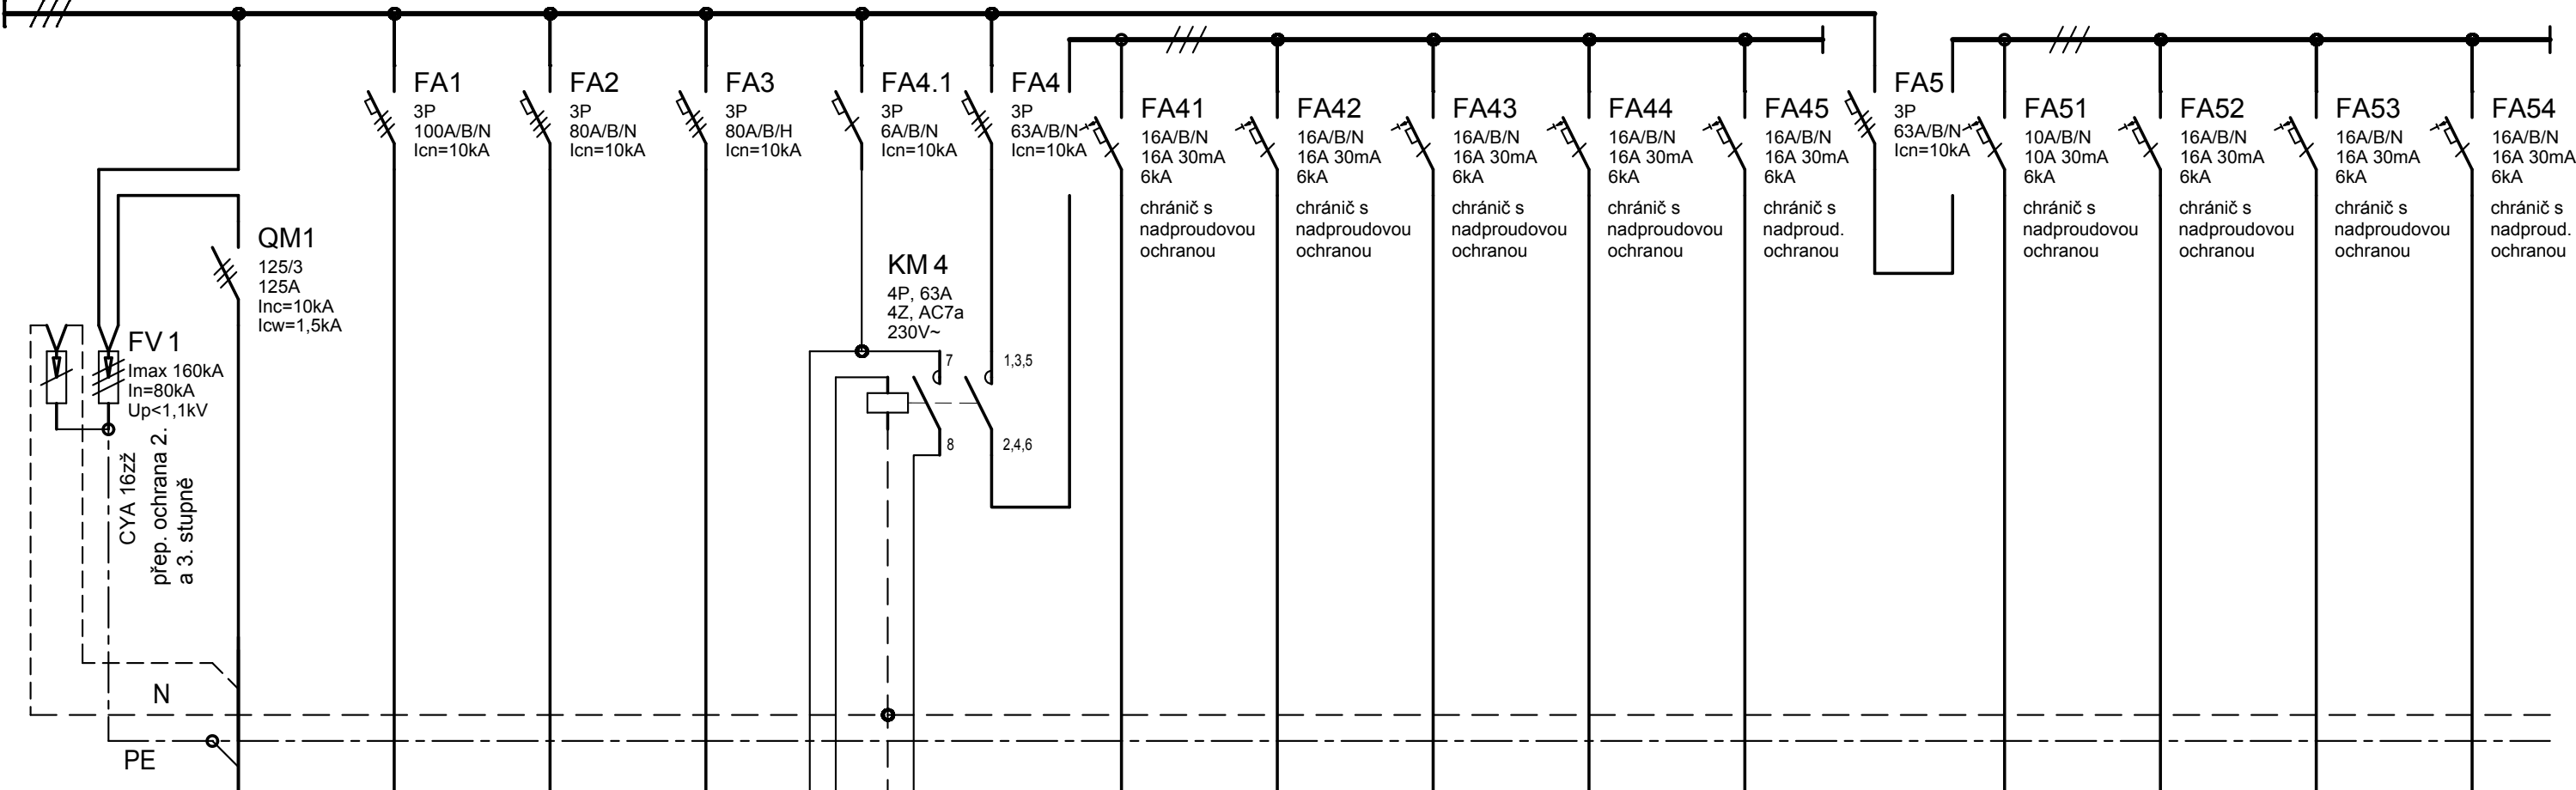 FA1
3P
100A/B/N
Icn=10kA
FA2
3P
80A/B/N
Icn=10kA
FA3
3P
80A/B/H
Icn=10kA
FA4.1
3P
6A/B/N
Icn=10kA
FA4
3P
63A/B/N
Icn=10kA
FA41
16A/B/N
16A 30mA
6kA
chránič s
nadproudovou
ochranou
FA42
16A/B/N
16A 30mA
6kA
chránič s
nadproudovou
ochranou
FA43
16A/B/N
16A 30mA
6kA
chránič s
nadproudovou
ochranou
FA44
16A/B/N
16A 30mA
6kA
chránič s
nadproudovou
ochranou
FA45
16A/B/N
16A 30mA
6kA
chránič s
nadproud.
ochranou
FA5
3P
63A/B/N
Icn=10kA
FA51
10A/B/N
10A 30mA
6kA
chránič s
nadproudovou
ochranou
FA52
16A/B/N
16A 30mA
6kA
chránič s
nadproudovou
ochranou
FA53
16A/B/N
16A 30mA
6kA
chránič s
nadproudovou
ochranou
FA54
16A/B/N
16A 30mA
6kA
chránič s
nadproud.
ochranou
QM1
125/3
125A
Inc=10kA
Icw=1,5kA
KM 4
4P, 63A
4Z, AC7a
230V~
7
1,3,5
8
2,4,6
FV 1
Imax 160kA
In=80kA
Up<1,1kV
CYA 16zž
přep. ochrana 2.
a 3. stupně
N
PE